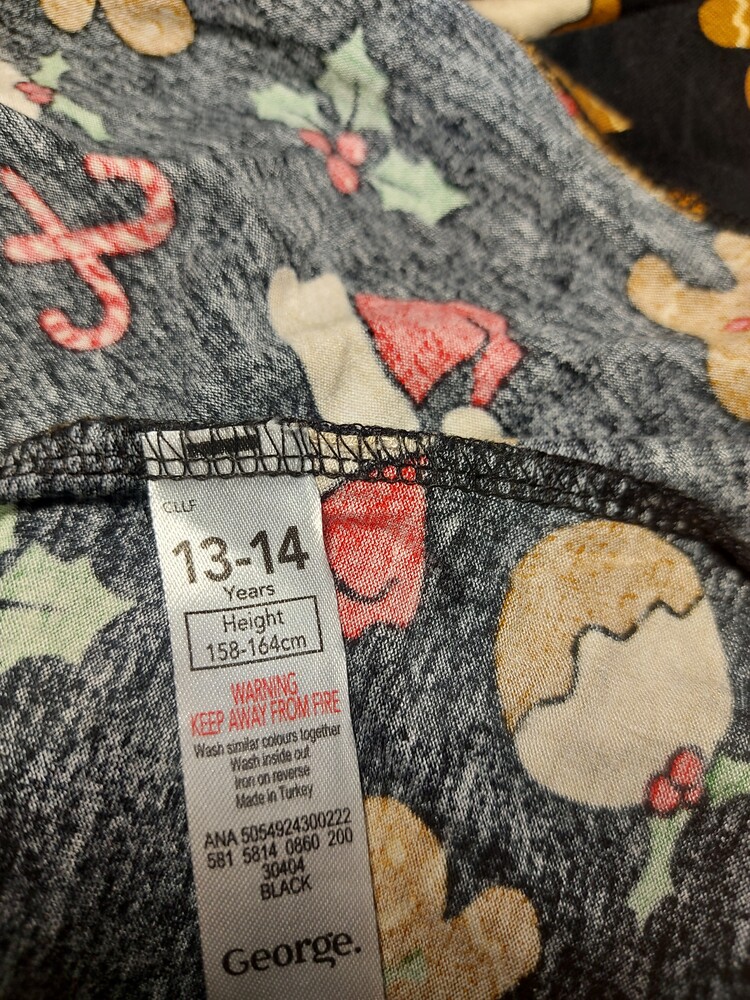 CLLF
13-14
Years
Height
158-164cm
WARNING
KEEP AWAY FROM FIRE
Wash similar colours together
Wash inside out
Iron on reverse
Made in Turkey
ANA 5054924300222
581 5814 0860 200
30404
BLACK
George.